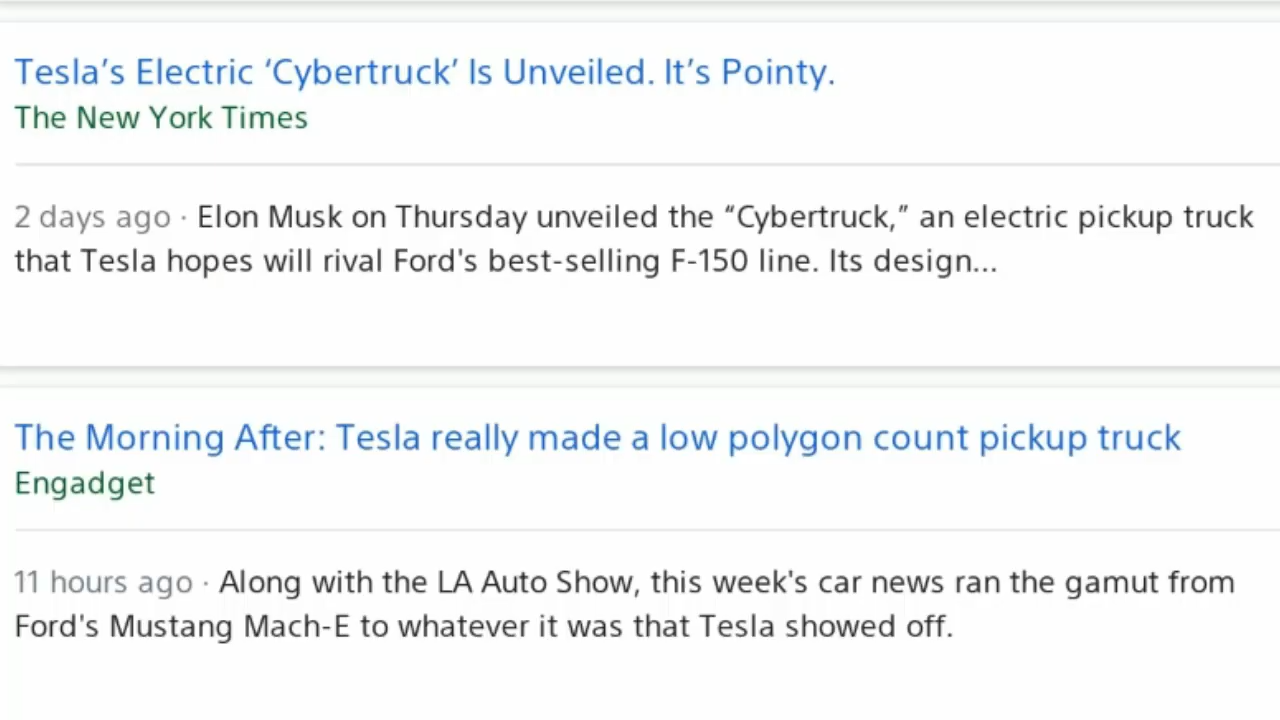 Tesla’s Electric ‘Cybertruck’ Is Unveiled. It’s Pointy.
The New York Times
2 days ago · Elon Musk on Thursday unveiled the “Cybertruck,” an electric pickup truck
that Tesla hopes will rival Ford's best-selling F-150 line. Its design...
The Morning After: Tesla really made a low polygon count pickup truck
Engadget
11 hours ago · Along with the LA Auto Show, this week's car news ran the gamut from
Ford's Mustang Mach-E to whatever it was that Tesla showed off.